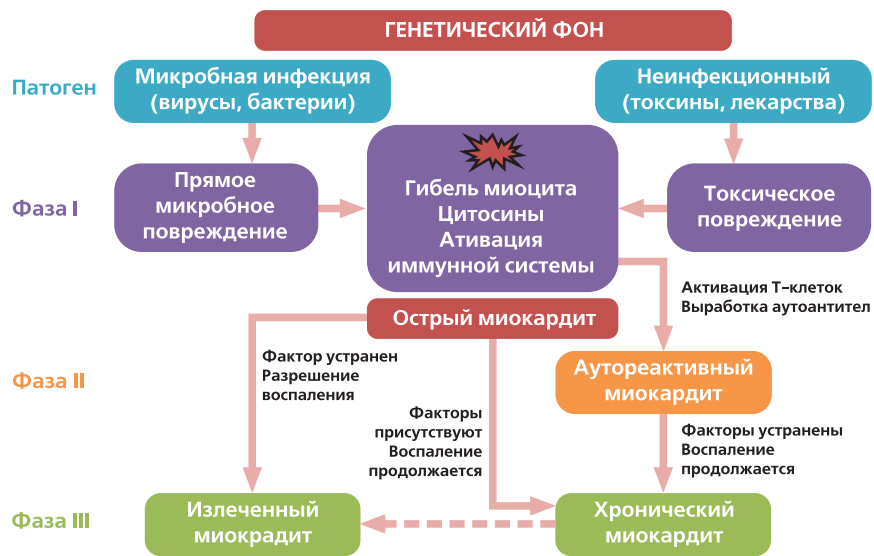 ГЕНЕТИЧЕСКИЙ ФОН
Патоген
Микробная инфекция
(вирусы, бактерии)
Неинфекционный
(токсины, лекарства)
Фаза I
Прямое
микробное
повреждение
Гибель миоцита
Цитосины
Ативация
иммунной системы
Токсическое
повреждение
Активация Т–клеток
Выработка аутоантител
Острый миокардит
Фактор устранен
Разрешение
воспаления
Фаза II
Аутореактивный
миокардит
Факторы
присутствуют
Воспаление
продолжается
Факторы устранены
Воспаление
продолжается
Фаза III
Излеченный
миокрадит
Хронический
миокардит